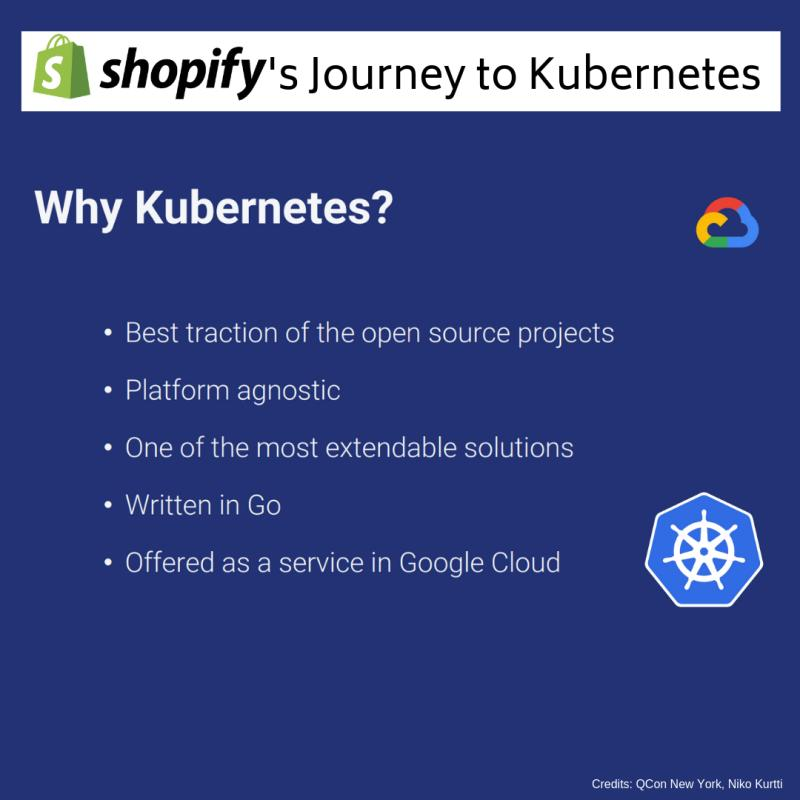 shopify's Journey to Kubernetes
Why Kubernetes?
• Best traction of the open source projects
• Platform agnostic
• One of the most extendable solutions
• Written in Go
• Offered as a service in Google Cloud
Credits: QCon New York, Niko Kurtti